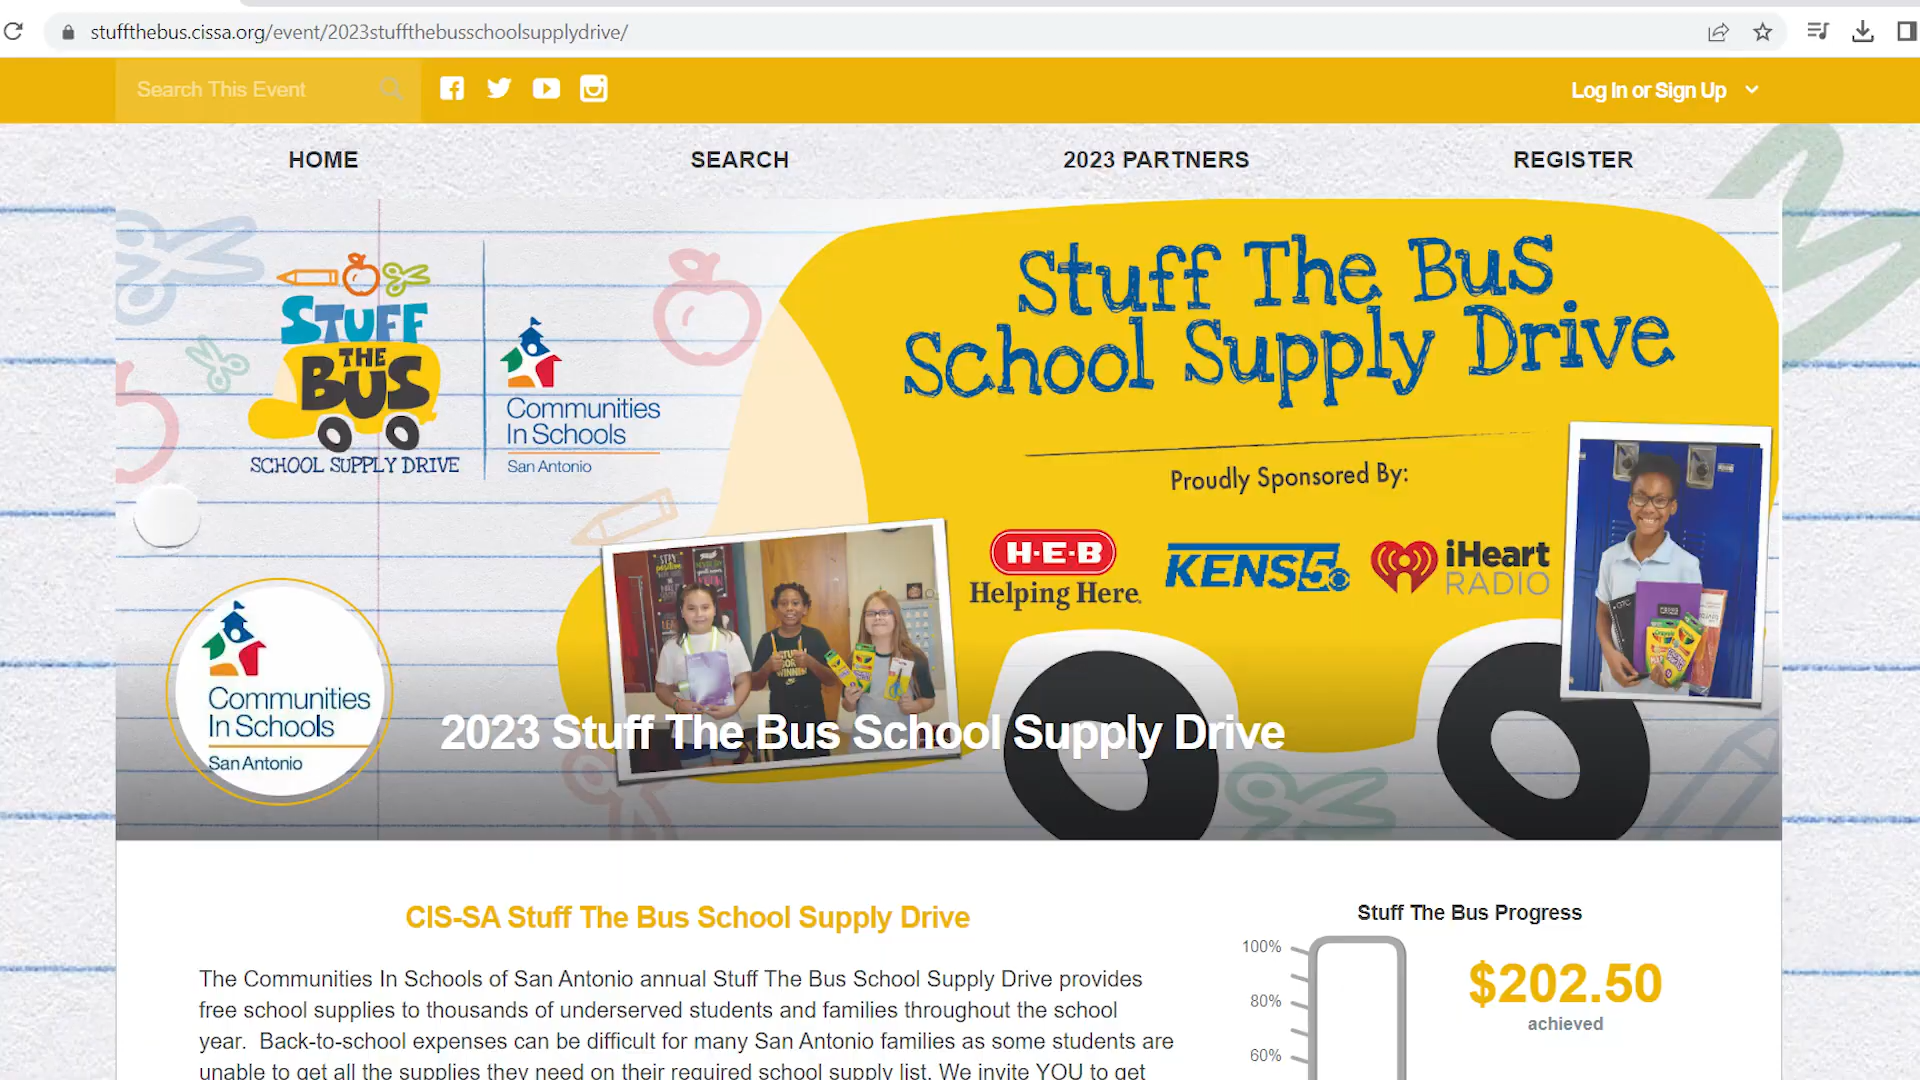 stuffthebus.cissa.org/event/2023stuffthebusschoolsupplydrive/
Search This Event
Log In or Sign Up
HOME
SEARCH
2023 PARTNERS
REGISTER
STUFF
THE
BUS
SCHOOL SUPPLY DRIVE
Communities
In Schools
San Antonio
Stuff The Bus
School Supply Drive
Proudly Sponsored By:
H-E-B
Helping Here.
KENS5
iHeart
RADIO
Communities
In Schools
San Antonio
2023 Stuff The Bus School Supply Drive
CIS-SA Stuff The Bus School Supply Drive
The Communities In Schools of San Antonio annual Stuff The Bus School Supply Drive provides
free school supplies to thousands of underserved students and families throughout the school
year. Back-to-school expenses can be difficult for many San Antonio families as some students are
unable to get all the supplies they need on their required school supply list. We invite YOU to get
Stuff The Bus Progress
100%
80%
60%
$202.50
achieved